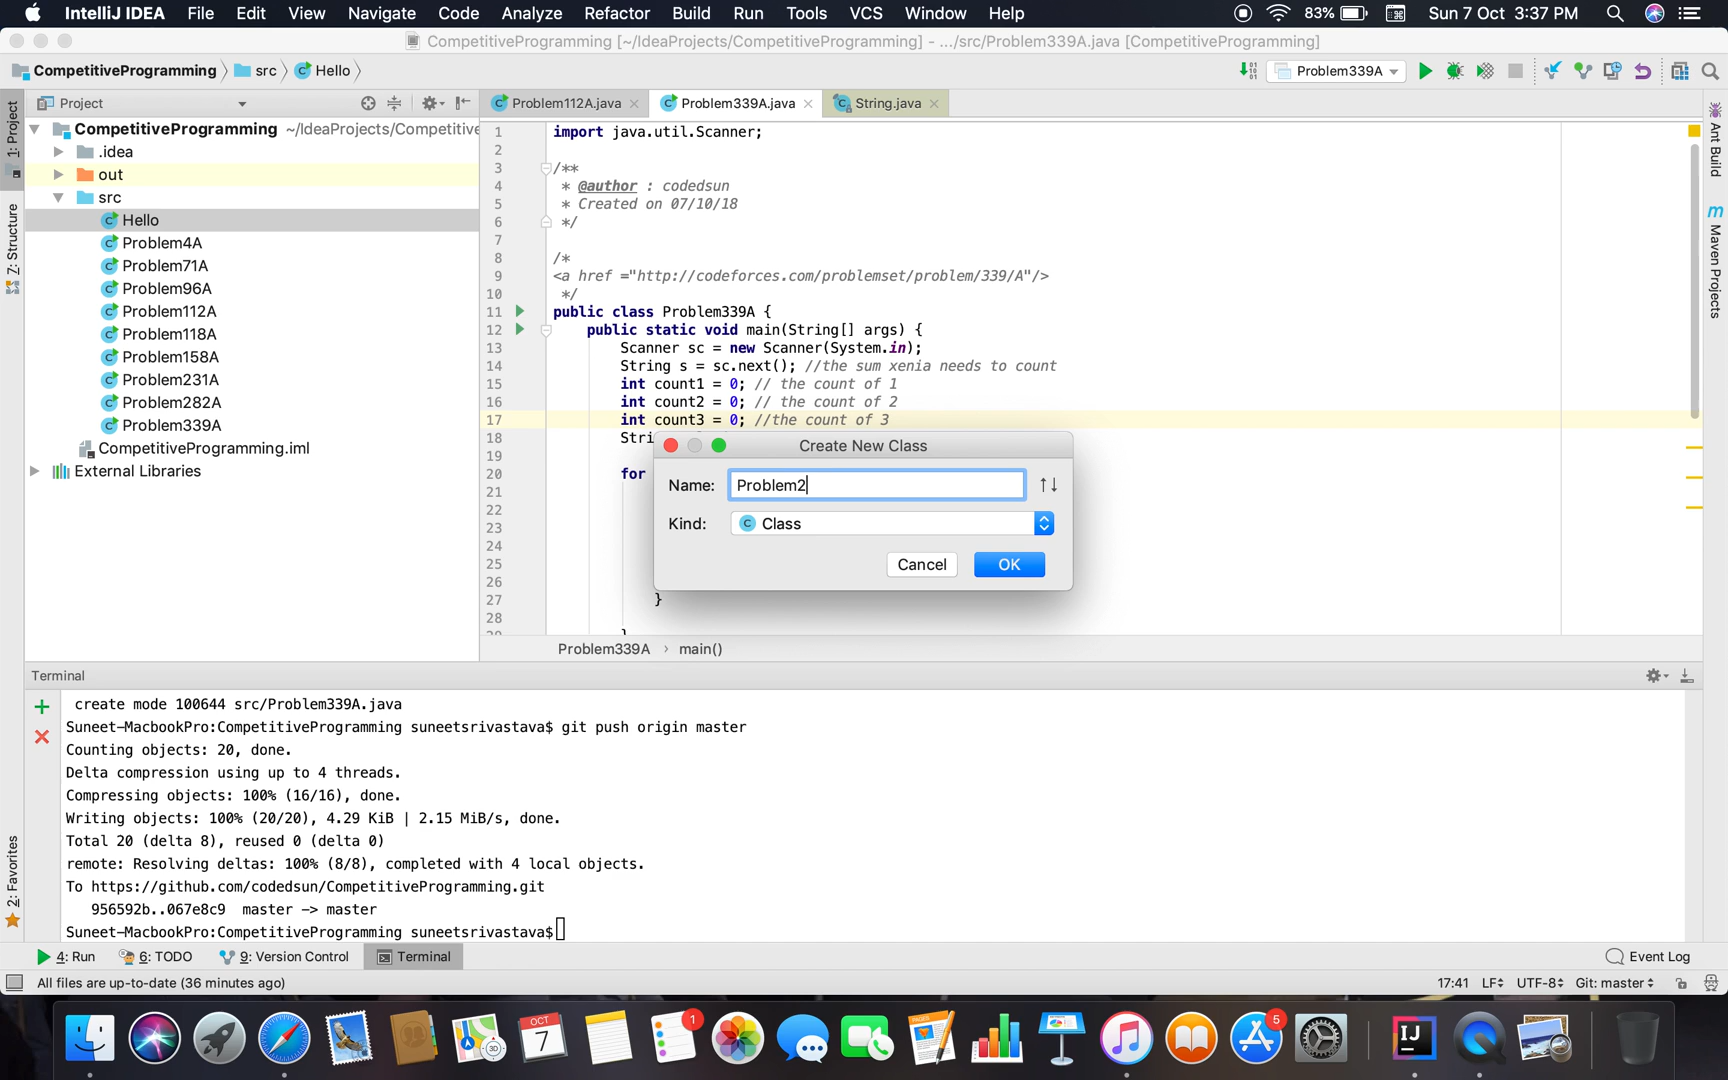 IntelliJ IDEA File Edit View Navigate Code Analyze Refactor Build Run Tools VCS Window Help 83% Sun 7 Oct 3:37 PM
CompetitiveProgramming [~/IdeaProjects/CompetitiveProgramming] - .../src/Problem339A.java [CompetitiveProgramming]
CompetitiveProgramming src Hello Problem339A
Project Problem112A.java Problem339A.java String.java
1: Project
Z: Structure
2: Favorites
CompetitiveProgramming ~/IdeaProjects/Competitive
.idea
out
src
Hello
Problem4A
Problem71A
Problem96A
Problem112A
Problem118A
Problem158A
Problem231A
Problem282A
Problem339A
CompetitiveProgramming.iml
External Libraries
1 import java.util.Scanner;
2
3 /**
4 * @author : codedsun
5 * Created on 07/10/18
6 */
7
8 /*
9 <a href ="http://codeforces.com/problemset/problem/339/A"/>
10 */
11 public class Problem339A {
12 public static void main(String[] args) {
13 Scanner sc = new Scanner(System.in);
14 String s = sc.next(); //the sum xenia needs to count
15 int count1 = 0; // the count of 1
16 int count2 = 0; // the count of 2
17 int count3 = 0; //the count of 3
18 Stri
19
20 for
21
22
23
24
25
26
27 }
28
29 }
Create New Class
Name: Problem2
Kind: C Class
Cancel OK
Problem339A › main()
Ant Build
m Maven Projects
Terminal
create mode 100644 src/Problem339A.java
Suneet-MacbookPro:CompetitiveProgramming suneetsrivastava$ git push origin master
Counting objects: 20, done.
Delta compression using up to 4 threads.
Compressing objects: 100% (16/16), done.
Writing objects: 100% (20/20), 4.29 KiB | 2.15 MiB/s, done.
Total 20 (delta 8), reused 0 (delta 0)
remote: Resolving deltas: 100% (8/8), completed with 4 local objects.
To https://github.com/codedsun/CompetitiveProgramming.git
956592b..067e8c9 master -> master
Suneet-MacbookPro:CompetitiveProgramming suneetsrivastava$
4: Run 6: TODO 9: Version Control Terminal Event Log
All files are up-to-date (36 minutes ago) 17:41 LF UTF-8 Git: master
OCT 7 3D 1 PAGES 5 IJ